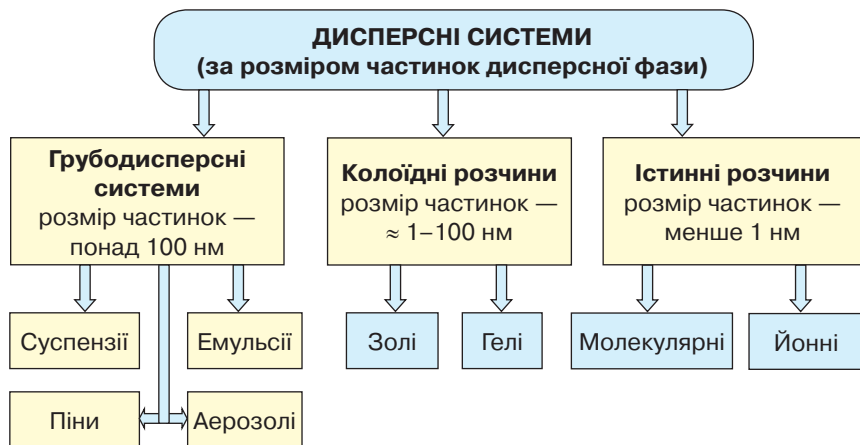 ДИСПЕРСНІ СИСТЕМИ
(за розміром частинок дисперсної фази)
Грубодисперсні
системи
розмір частинок —
понад 100 нм
Колоїдні розчини
розмір частинок —
≈ 1–100 нм
Істинні розчини
розмір частинок —
менше 1 нм
Суспензії
Емульсії
Золі
Гелі
Молекулярні
Йонні
Піни
Аерозолі